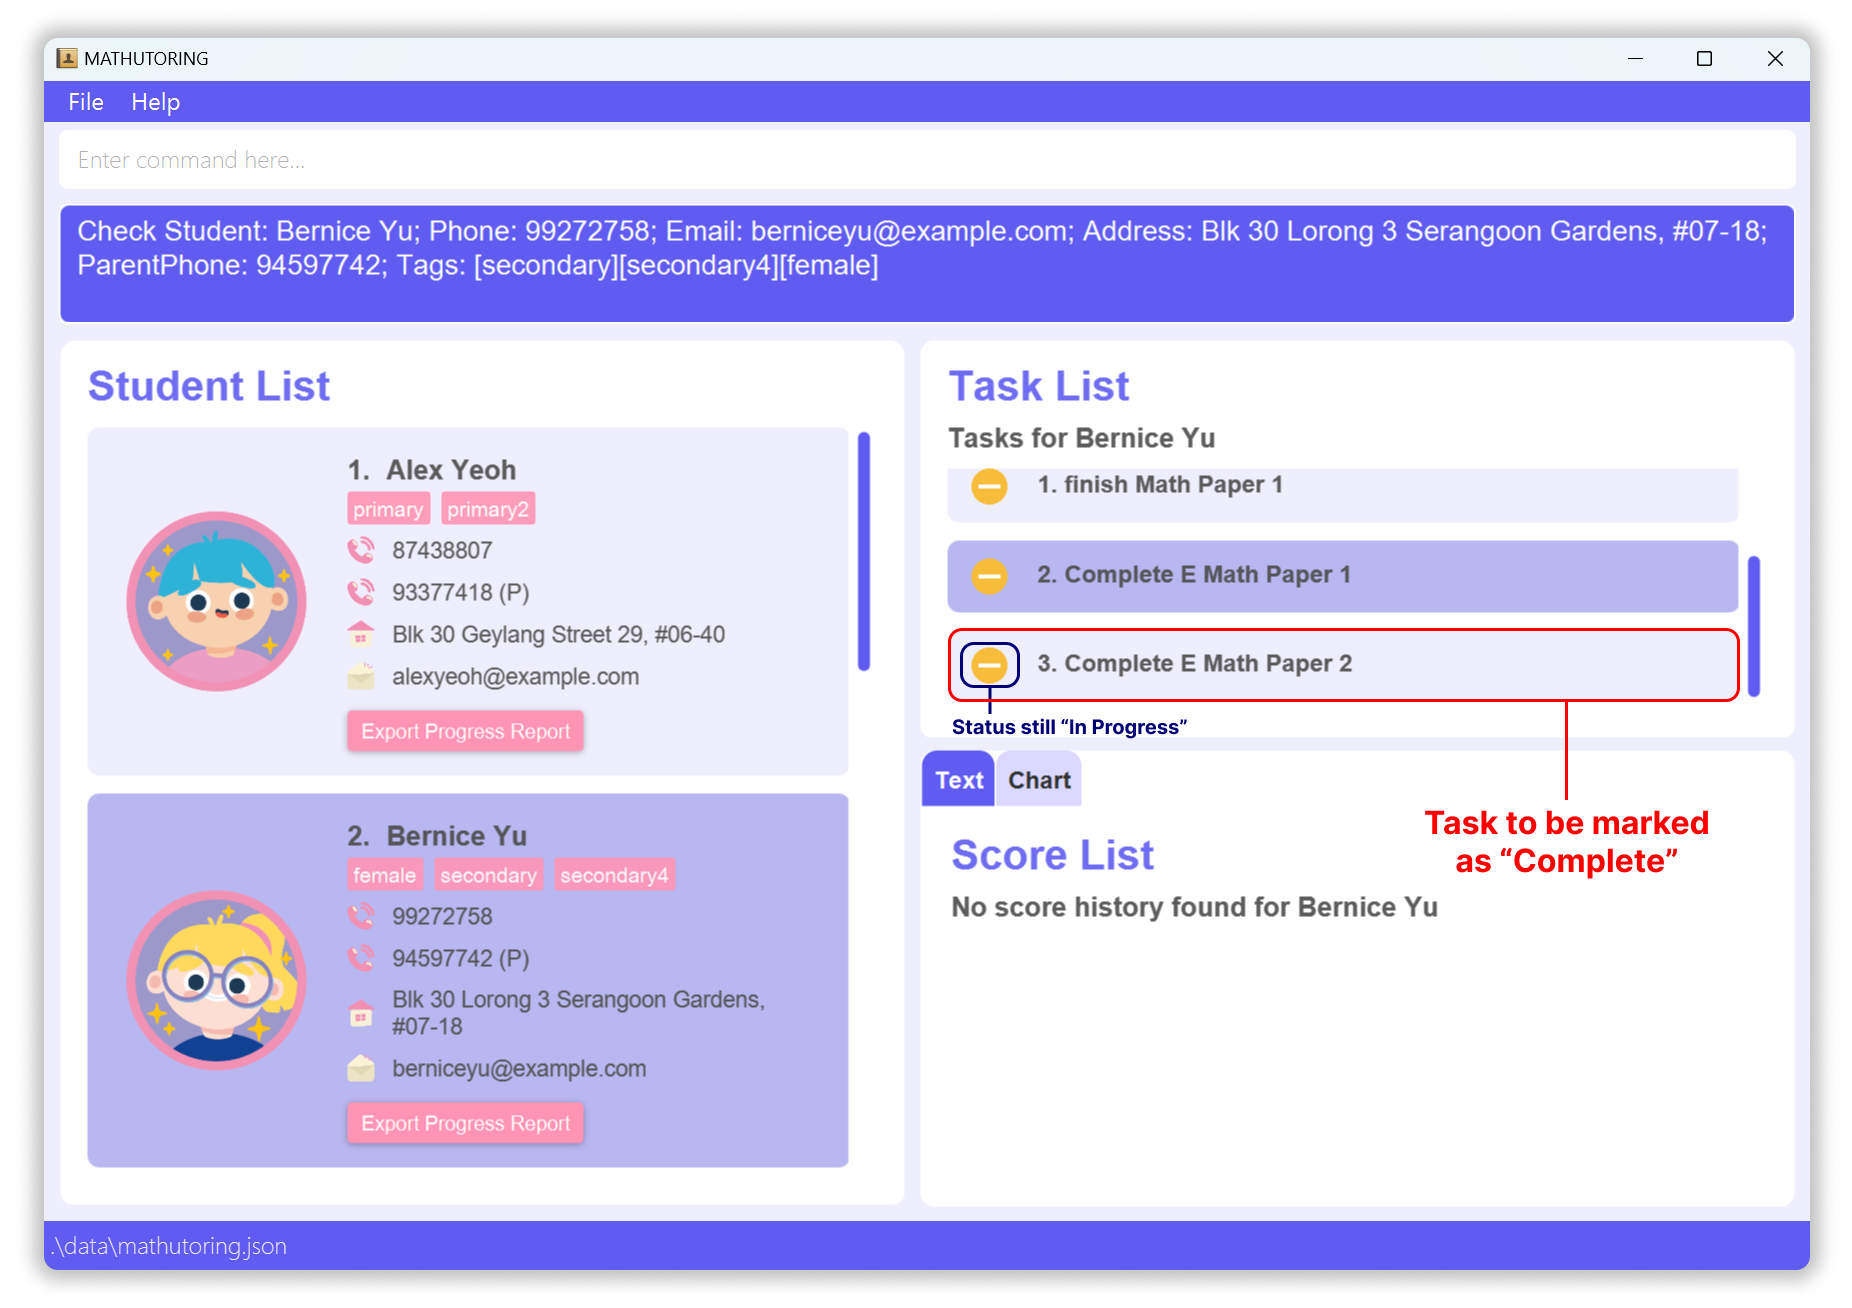 MATHUTORING
File Help
Enter command here...
Check Student: Bernice Yu; Phone: 99272758; Email: berniceyu@example.com; Address: Blk 30 Lorong 3 Serangoon Gardens, #07-18;
ParentPhone: 94597742; Tags: [secondary][secondary4][female]
Student List
1. Alex Yeoh
primary primary2
87438807
93377418 (P)
Blk 30 Geylang Street 29, #06-40
alexyeoh@example.com
Export Progress Report
2. Bernice Yu
female secondary secondary4
99272758
94597742 (P)
Blk 30 Lorong 3 Serangoon Gardens,
#07-18
berniceyu@example.com
Export Progress Report
Task List
Tasks for Bernice Yu
1. finish Math Paper 1
2. Complete E Math Paper 1
3. Complete E Math Paper 2
Status still “In Progress”
Task to be marked
as “Complete”
Text Chart
Score List
No score history found for Bernice Yu
.\data\mathutoring.json